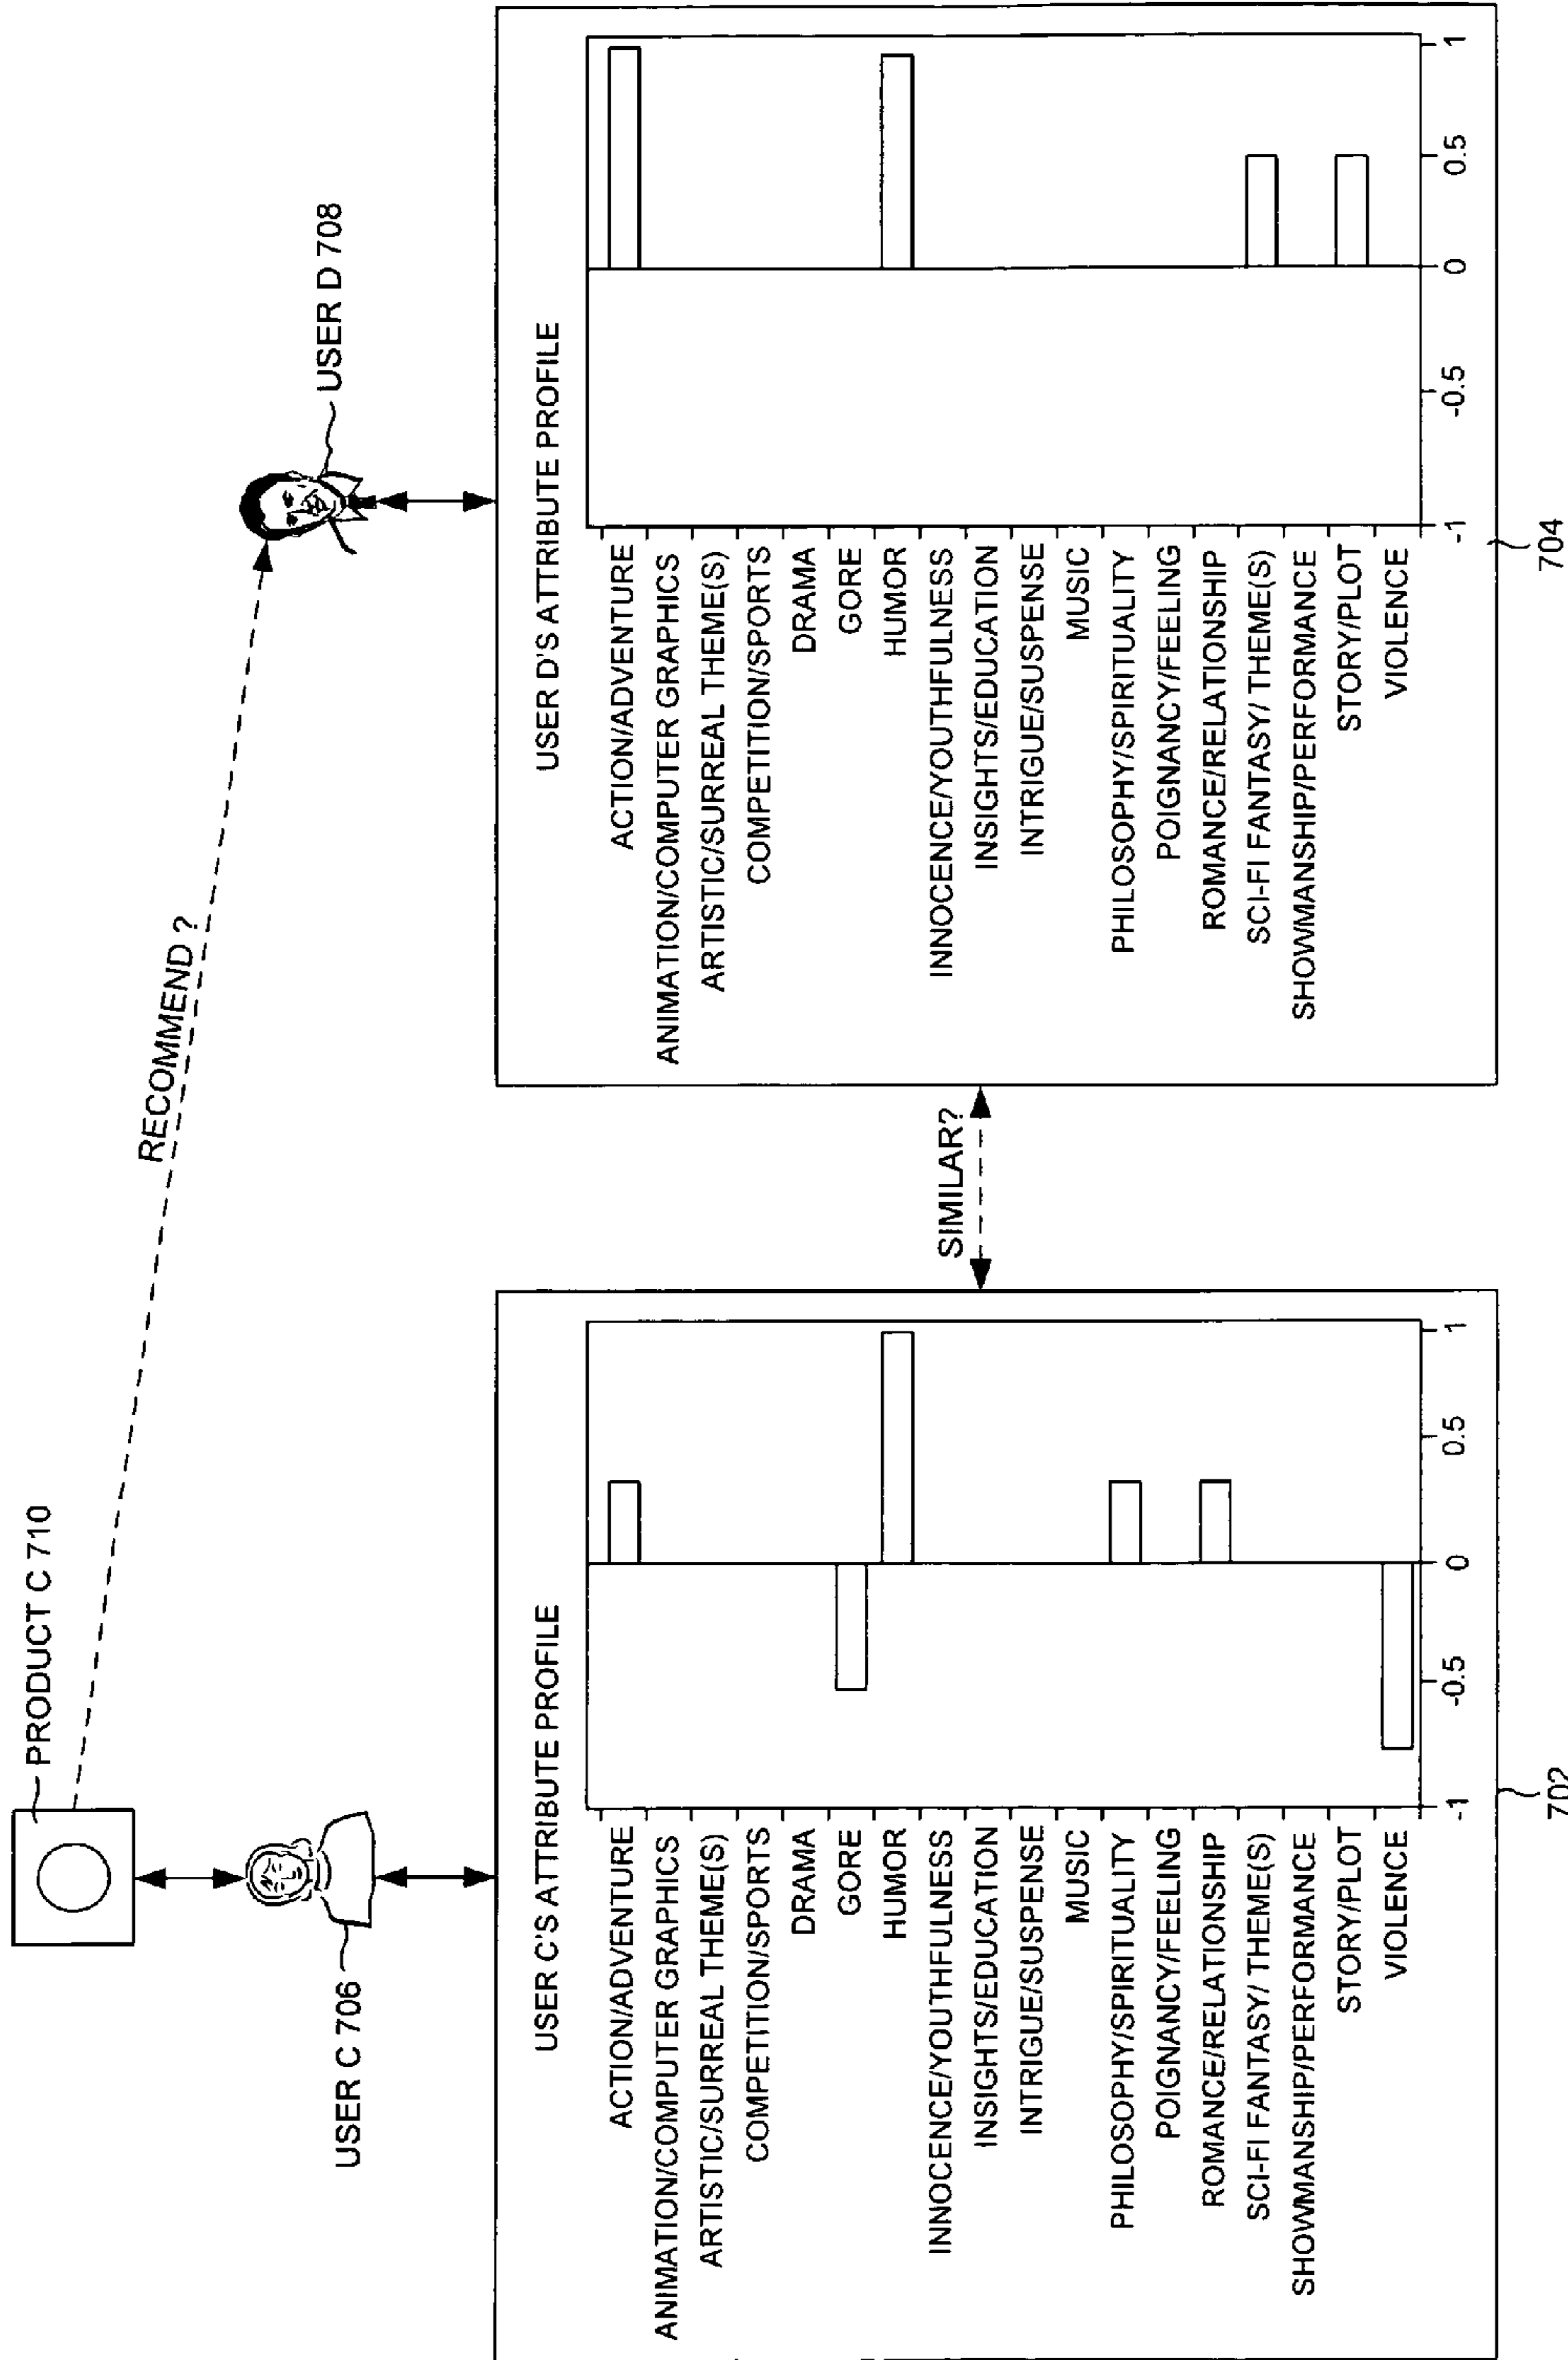 PRODUCT C 710
RECOMMEND ?
USER C 706
USER D 708
USER C'S ATTRIBUTE PROFILE
ACTION/ADVENTURE
ANIMATION/COMPUTER GRAPHICS
ARTISTIC/SURREAL THEME(S)
COMPETITION/SPORTS
DRAMA
GORE
HUMOR
INNOCENCE/YOUTHFULNESS
INSIGHTS/EDUCATION
INTRIGUE/SUSPENSE
MUSIC
PHILOSOPHY/SPIRITUALITY
POIGNANCY/FEELING
ROMANCE/RELATIONSHIP
SCI-FI FANTASY/ THEME(S)
SHOWMANSHIP/PERFORMANCE
STORY/PLOT
VIOLENCE
-1 -0.5 0 0.5 1
702
SIMILAR?
USER D'S ATTRIBUTE PROFILE
ACTION/ADVENTURE
ANIMATION/COMPUTER GRAPHICS
ARTISTIC/SURREAL THEME(S)
COMPETITION/SPORTS
DRAMA
GORE
HUMOR
INNOCENCE/YOUTHFULNESS
INSIGHTS/EDUCATION
INTRIGUE/SUSPENSE
MUSIC
PHILOSOPHY/SPIRITUALITY
POIGNANCY/FEELING
ROMANCE/RELATIONSHIP
SCI-FI FANTASY/ THEME(S)
SHOWMANSHIP/PERFORMANCE
STORY/PLOT
VIOLENCE
-1 -0.5 0 0.5 1
704